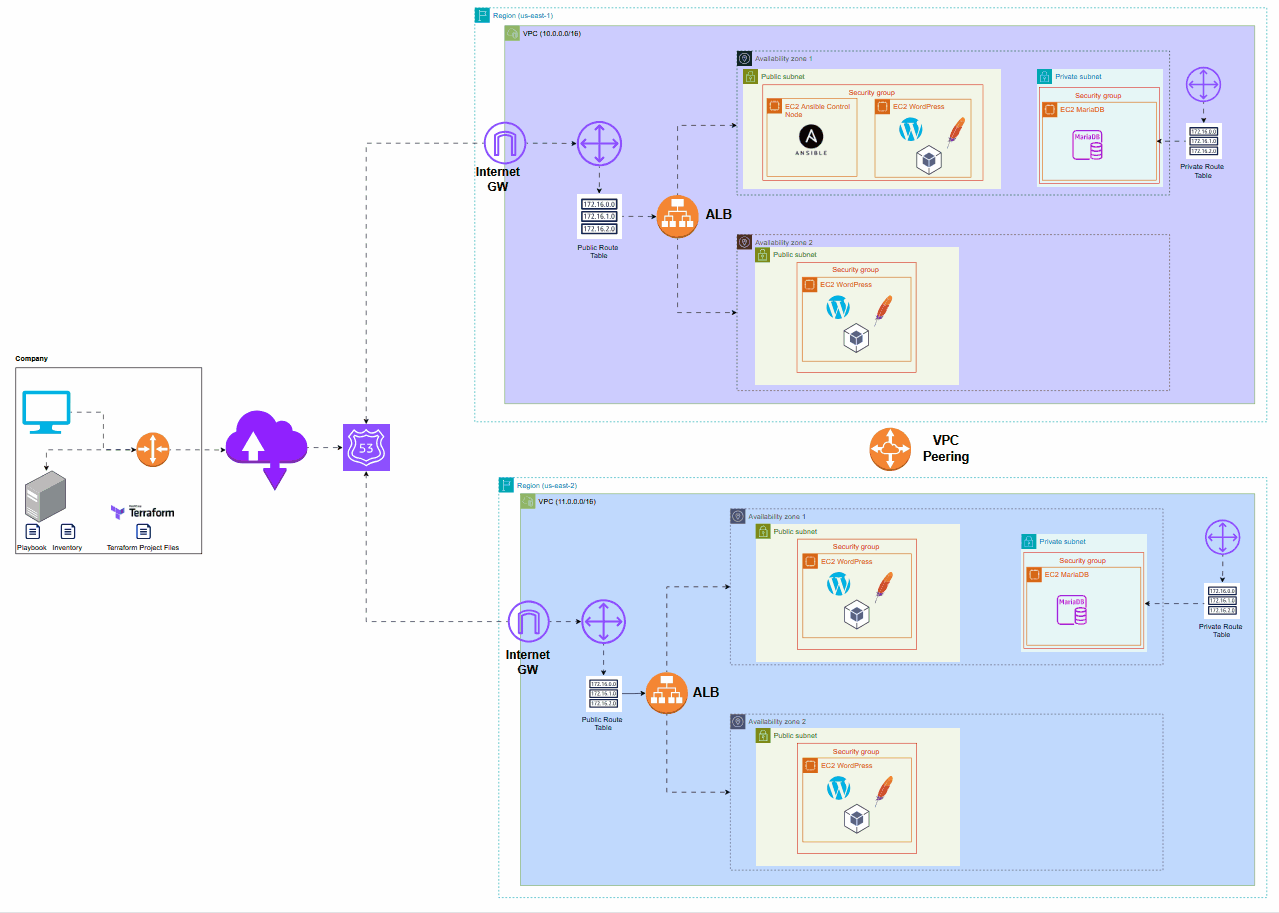 Region (us-east-1)
VPC (10.0.0.0/16)
Availability zone 1
Public subnet
Security group
EC2 Ansible Control
Node
A
ANSIBLE
EC2 WordPress
Private subnet
Security group
EC2 MariaDB
MariaDB
172.16.0.0
172.16.1.0
172.16.2.0
Private Route
Table
Internet
GW
172.16.0.0
172.16.1.0
172.16.2.0
Public Route
Table
ALB
Availability zone 2
Public subnet
Security group
EC2 WordPress
Company
53
Terraform
Playbook
Inventory
Terraform Project Files
VPC
Peering
Region (us-east-2)
VPC (11.0.0.0/16)
Availability zone 1
Public subnet
Security group
EC2 WordPress
Private subnet
Security group
EC2 MariaDB
MariaDB
172.16.0.0
172.16.1.0
172.16.2.0
Private Route
Table
Internet
GW
172.16.0.0
172.16.1.0
172.16.2.0
Public Route
Table
ALB
Availability zone 2
Public subnet
Security group
EC2 WordPress